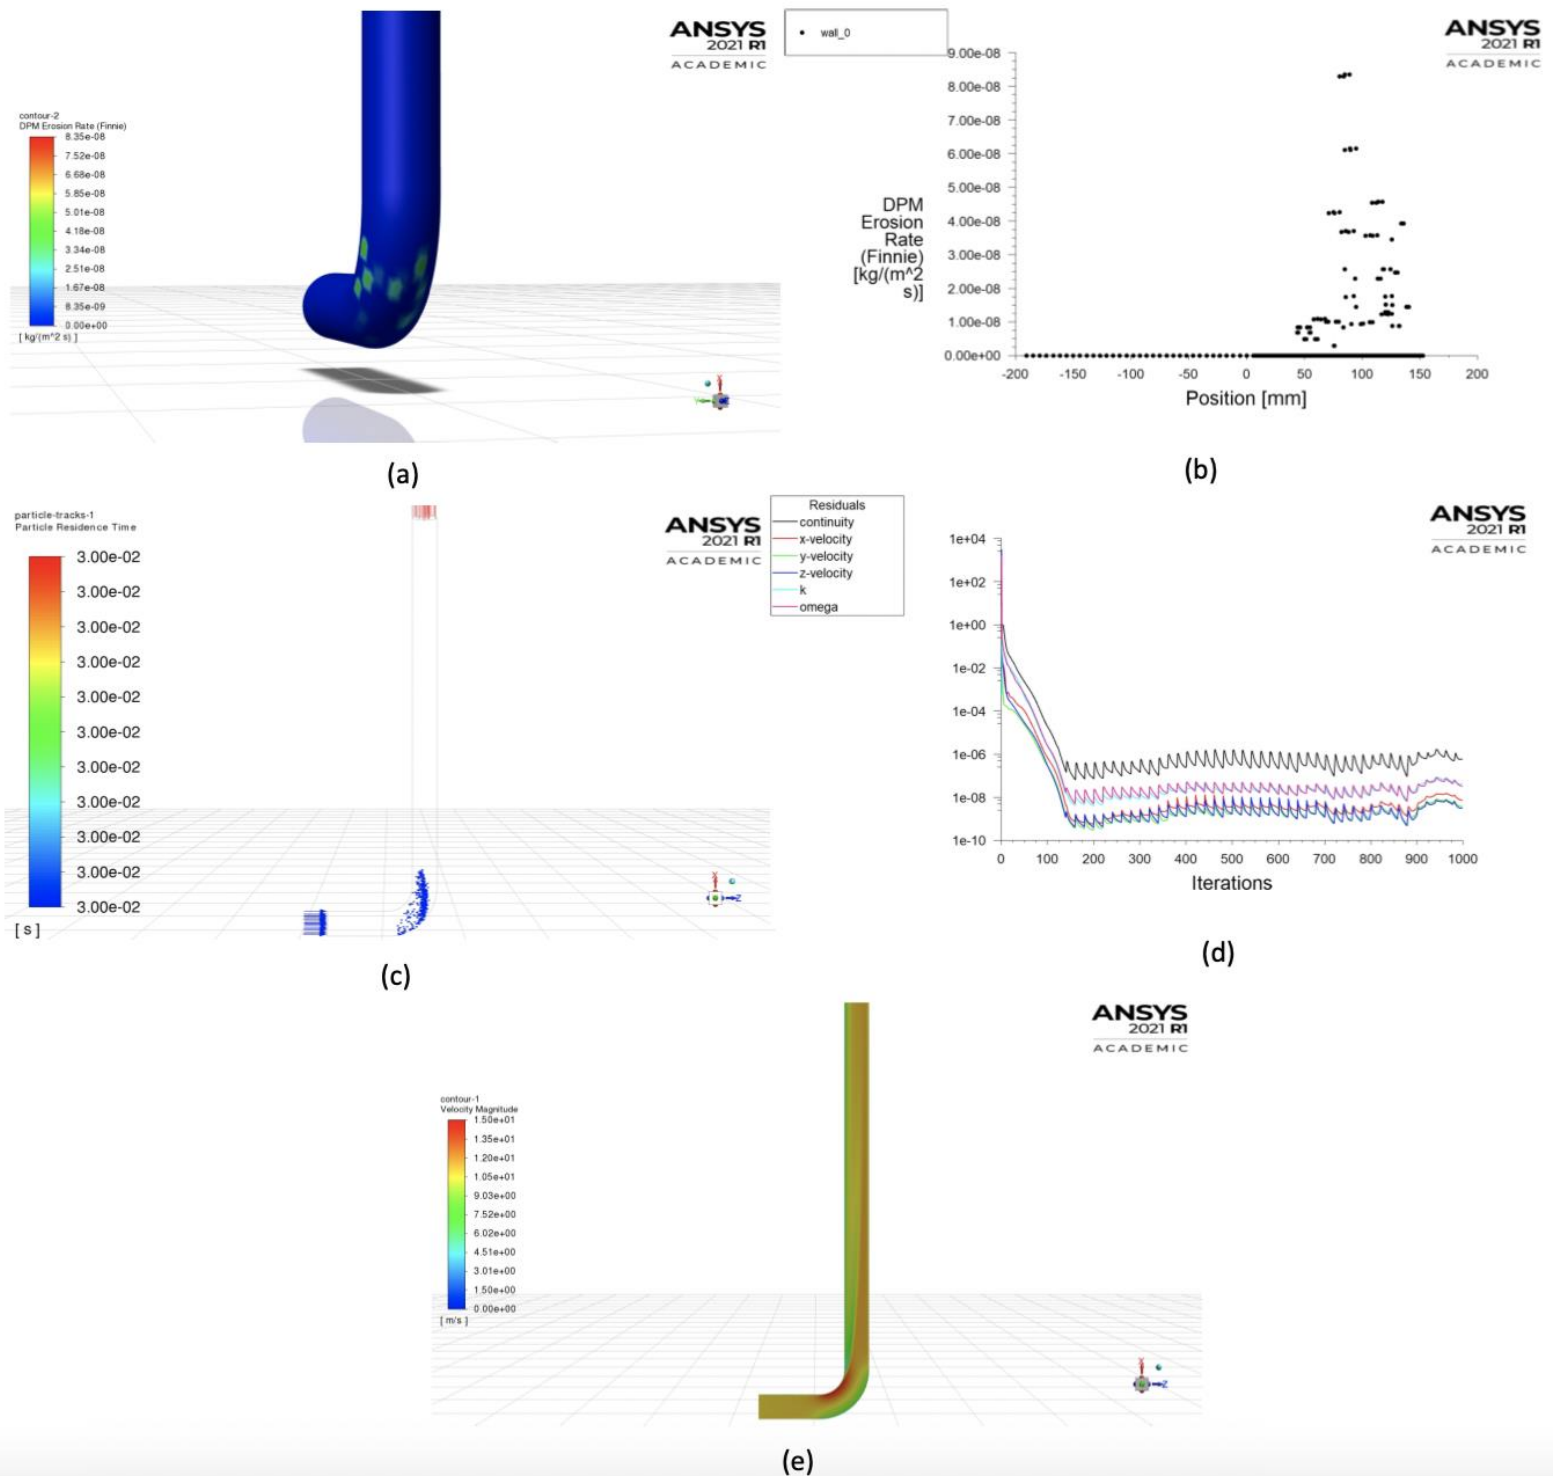 ANSYS
2021 R1
ACADEMIC
contour-2
DPM Erosion Rate (Finnie)
8.35e-08
7.52e-08
6.68e-08
5.85e-08
5.01e-08
4.18e-08
3.34e-08
2.51e-08
1.67e-08
8.35e-09
0.00e+00
[ kg/(m^2 s) ]
X
Y
(a)
wall_0
ANSYS
2021 R1
ACADEMIC
9.00e-08
8.00e-08
7.00e-08
6.00e-08
5.00e-08
4.00e-08
3.00e-08
2.00e-08
1.00e-08
0.00e+00
DPM
Erosion
Rate
(Finnie)
[kg/(m^2
s)]
-200 -150 -100 -50 0 50 100 150 200
Position [mm]
(b)
particle-tracks-1
Particle Residence Time
ANSYS
2021 R1
ACADEMIC
3.00e-02
3.00e-02
3.00e-02
3.00e-02
3.00e-02
3.00e-02
3.00e-02
3.00e-02
3.00e-02
3.00e-02
3.00e-02
[ s ]
X
Z
(c)
Residuals
continuity
x-velocity
y-velocity
z-velocity
k
omega
ANSYS
2021 R1
ACADEMIC
1e+04
1e+02
1e+00
1e-02
1e-04
1e-06
1e-08
1e-10
0 100 200 300 400 500 600 700 800 900 1000
Iterations
(d)
ANSYS
2021 R1
ACADEMIC
contour-1
Velocity Magnitude
1.50e+01
1.35e+01
1.20e+01
1.05e+01
9.03e+00
7.52e+00
6.02e+00
4.51e+00
3.01e+00
1.50e+00
0.00e+00
[ m/s ]
X
Z
(e)